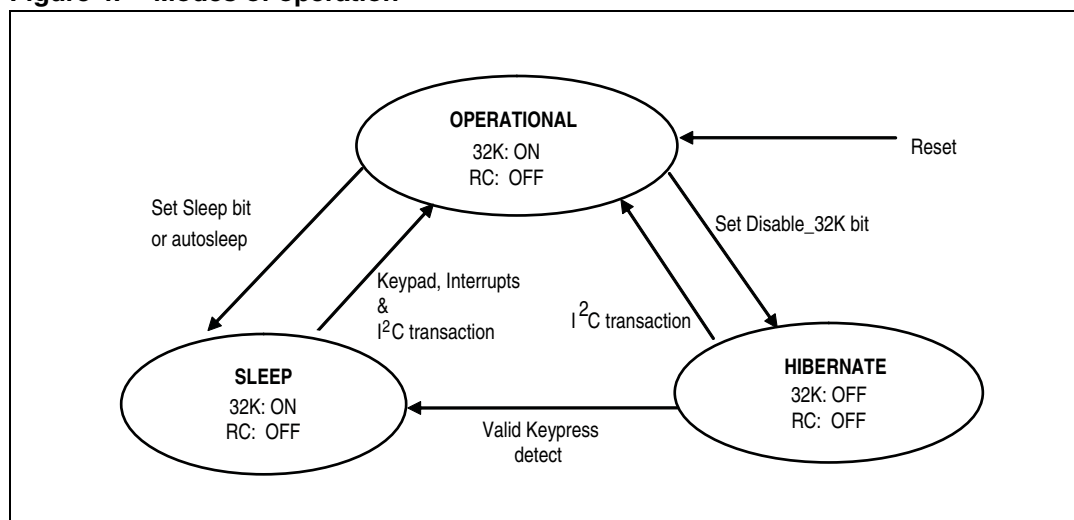 Figure Modes of operation
OPERATIONAL
32K: ON
RC: OFF
Reset
Set Sleep bit
or autosleep
Set Disable_32K bit
Keypad, Interrupts
&
I²C transaction
I²C transaction
SLEEP
32K: ON
RC: OFF
HIBERNATE
32K: OFF
RC: OFF
Valid Keypress
detect